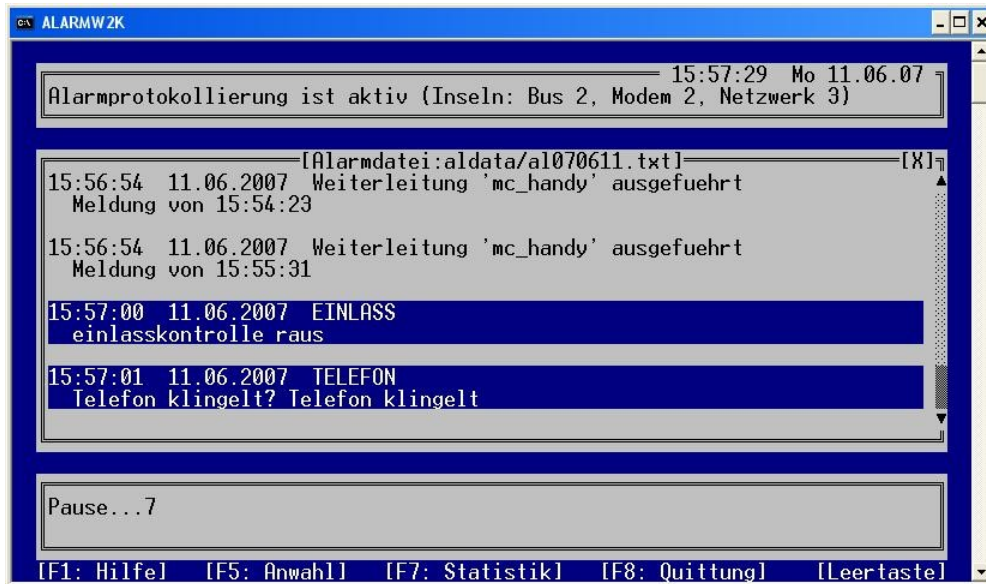 ALARMW2K
15:57:29 Mo 11.06.07
Alarmprotokollierung ist aktiv (Inseln: Bus 2, Modem 2, Netzwerk 3)
[Alarmdatei:aldata/al070611.txt] [X]
15:56:54 11.06.2007 Weiterleitung 'mc_handy' ausgefuehrt
Meldung von 15:54:23
15:56:54 11.06.2007 Weiterleitung 'mc_handy' ausgefuehrt
Meldung von 15:55:31
15:57:00 11.06.2007 EINLASS
einlasskontrolle raus
15:57:01 11.06.2007 TELEFON
Telefon klingelt? Telefon klingelt
Pause...7
[F1: Hilfe] [F5: Anwahl] [F7: Statistik] [F8: Quittung] [Leertaste]